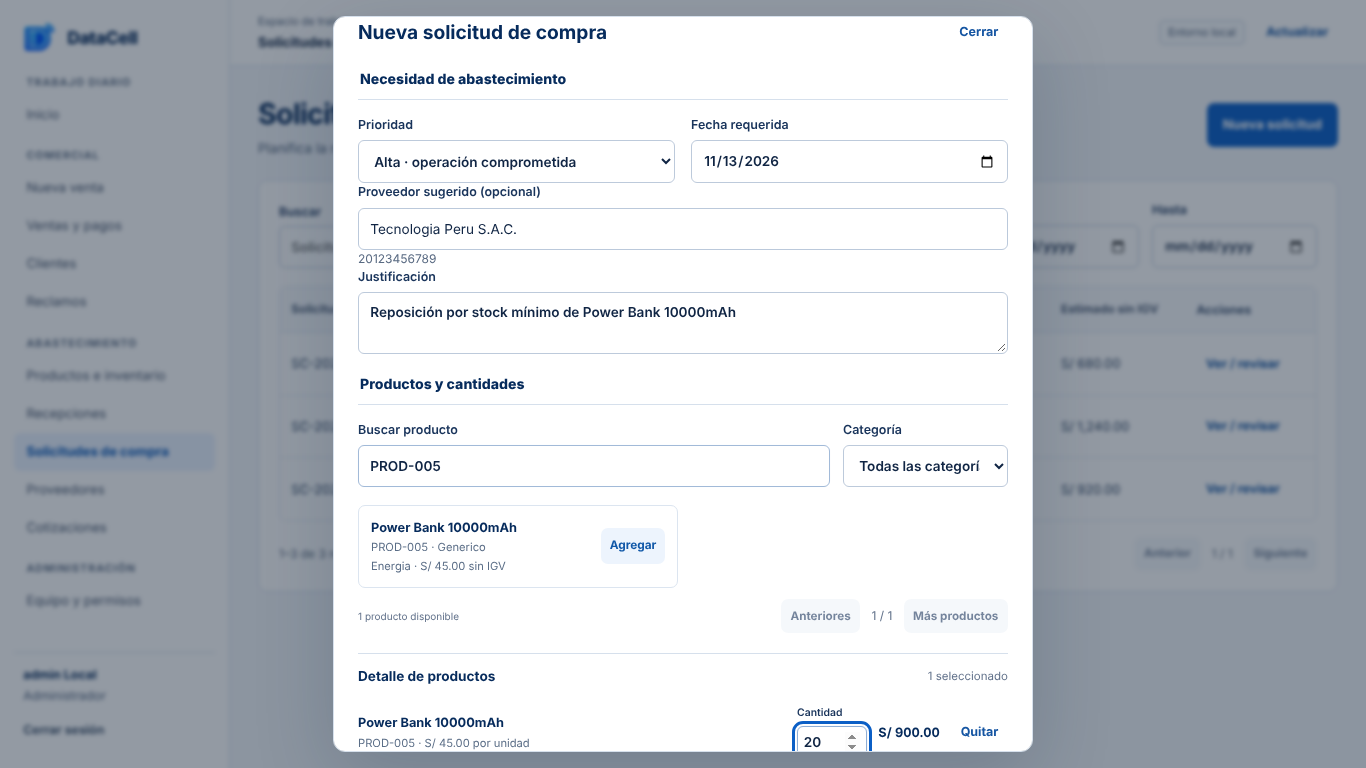 DataCell
TRABAJO DIARIO
Inicio
COMERCIAL
Nueva venta
Ventas y pagos
Clientes
Reclamos
ABASTECIMIENTO
Productos e inventario
Recepciones
Solicitudes de compra
Proveedores
Cotizaciones
ADMINISTRACIÓN
Equipo y permisos
admin Local
Administrador
Cerrar sesión
Solicitudes
Entorno local
Actualizar
Nueva solicitud
Buscar
Hasta
mm/dd/yyyy
Estimado sin IGV
Acciones
S/ 680.00
Ver / revisar
S/ 1,240.00
Ver / revisar
S/ 920.00
Ver / revisar
Anterior
1 / 1
Siguiente
Nueva solicitud de compra
Cerrar
Necesidad de abastecimiento
Prioridad
Fecha requerida
Alta · operación comprometida
11/13/2026
Proveedor sugerido (opcional)
Tecnologia Peru S.A.C.
20123456789
Justificación
Reposición por stock mínimo de Power Bank 10000mAh
Productos y cantidades
Buscar producto
Categoría
PROD-005
Todas las categorí
Power Bank 10000mAh
PROD-005 · Generico
Energia · S/ 45.00 sin IGV
Agregar
1 producto disponible
Anteriores
1 / 1
Más productos
Detalle de productos
1 seleccionado
Power Bank 10000mAh
PROD-005 · S/ 45.00 por unidad
Cantidad
20
S/ 900.00
Quitar